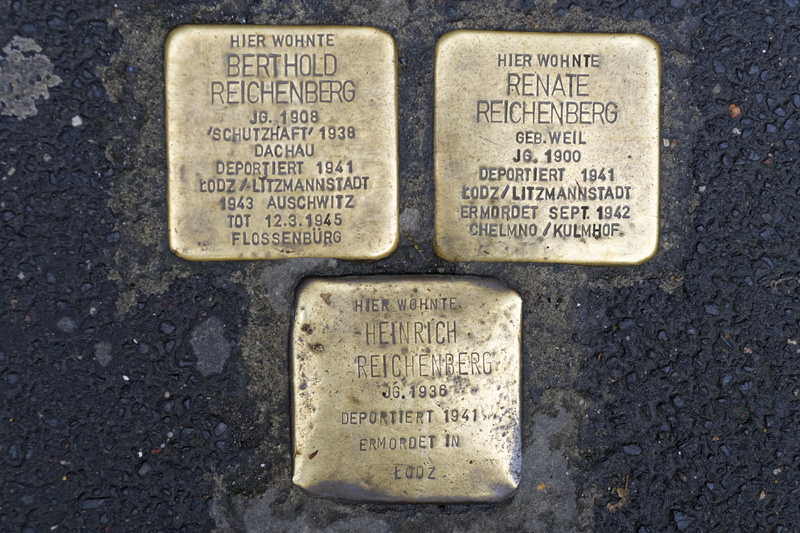 HIER WOHNTE
BERTHOLD
REICHENBERG
JG. 1908
'SCHUTZHAFT' 1938
DACHAU
DEPORTIERT 1941
ŁODZ/LITZMANNSTADT
1943 AUSCHWITZ
TOT 12.3.1945
FLOSSENBÜRG
HIER WOHNTE
RENATE
REICHENBERG
GEB. WEIL
JG. 1900
DEPORTIERT 1941
ŁODZ/LITZMANNSTADT
ERMORDET SEPT. 1942
CHELMNO/KULMHOF
HIER WOHNTE
HEINRICH
REICHENBERG
JG. 1936
DEPORTIERT 1941
ERMORDET IN
ŁODZ